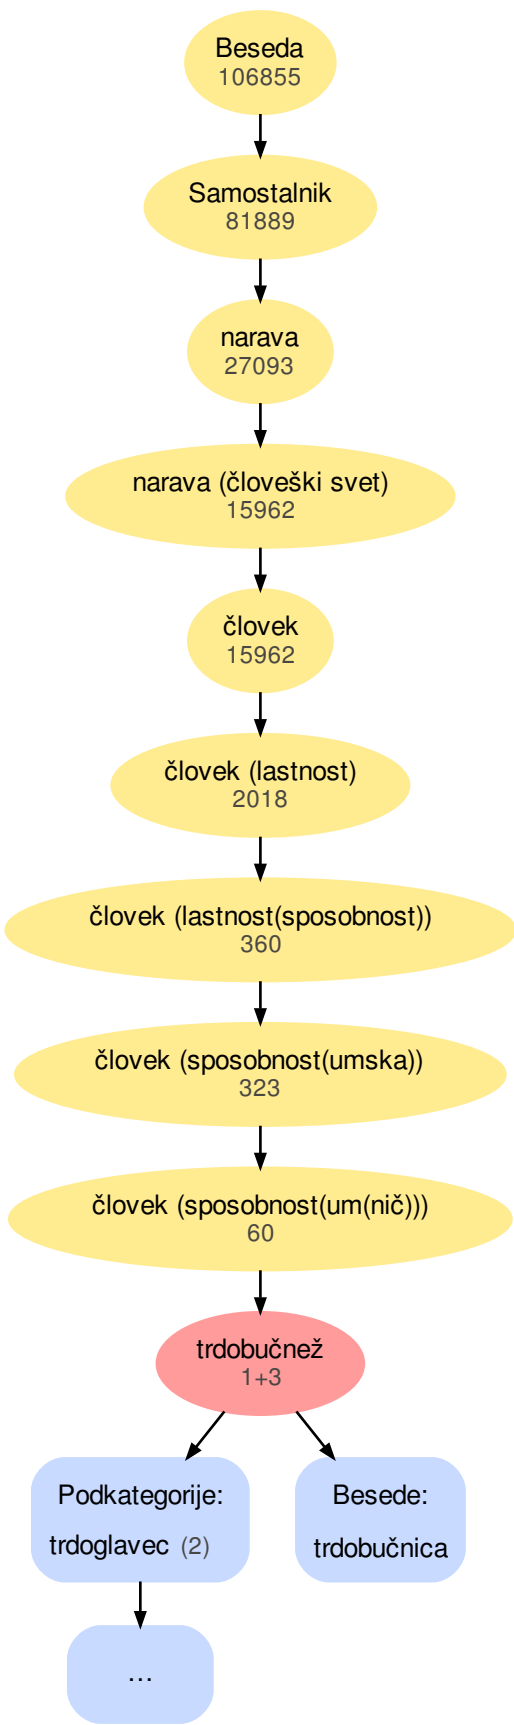 Beseda
106855
Samostalnik
81889
narava
27093
narava (človeški svet)
15962
človek
15962
človek (lastnost)
2018
človek (lastnost(sposobnost))
360
človek (sposobnost(umska))
323
človek (sposobnost(um(nič)))
60
trdobučnež
1+3
Podkategorije:
trdoglavec (2)
Besede:
trdobučnica
...